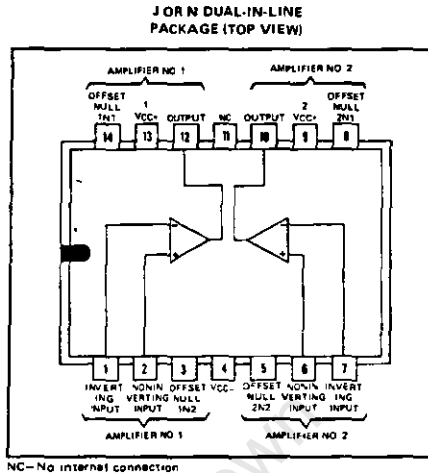 J OR N DUAL-IN-LINE
PACKAGE (TOP VIEW)
AMPLIFIER NO 1
AMPLIFIER NO. 2
OFFSET NULL 1N1
1 VCC+
OUTPUT
NC
OUTPUT
2 VCC+
OFFSET NULL 2N1
14 13 12 11 10 9 8
- -
+ +
1 2 3 4 5 6 7
INVERT ING INPUT
NONIN VERTING INPUT
OFFSET NULL 1N2
VCC-
OFFSET NULL 2N2
NONIN VERTING INPUT
INVERT ING INPUT
AMPLIFIER NO. 1
AMPLIFIER NO. 2
NC—No internal connection